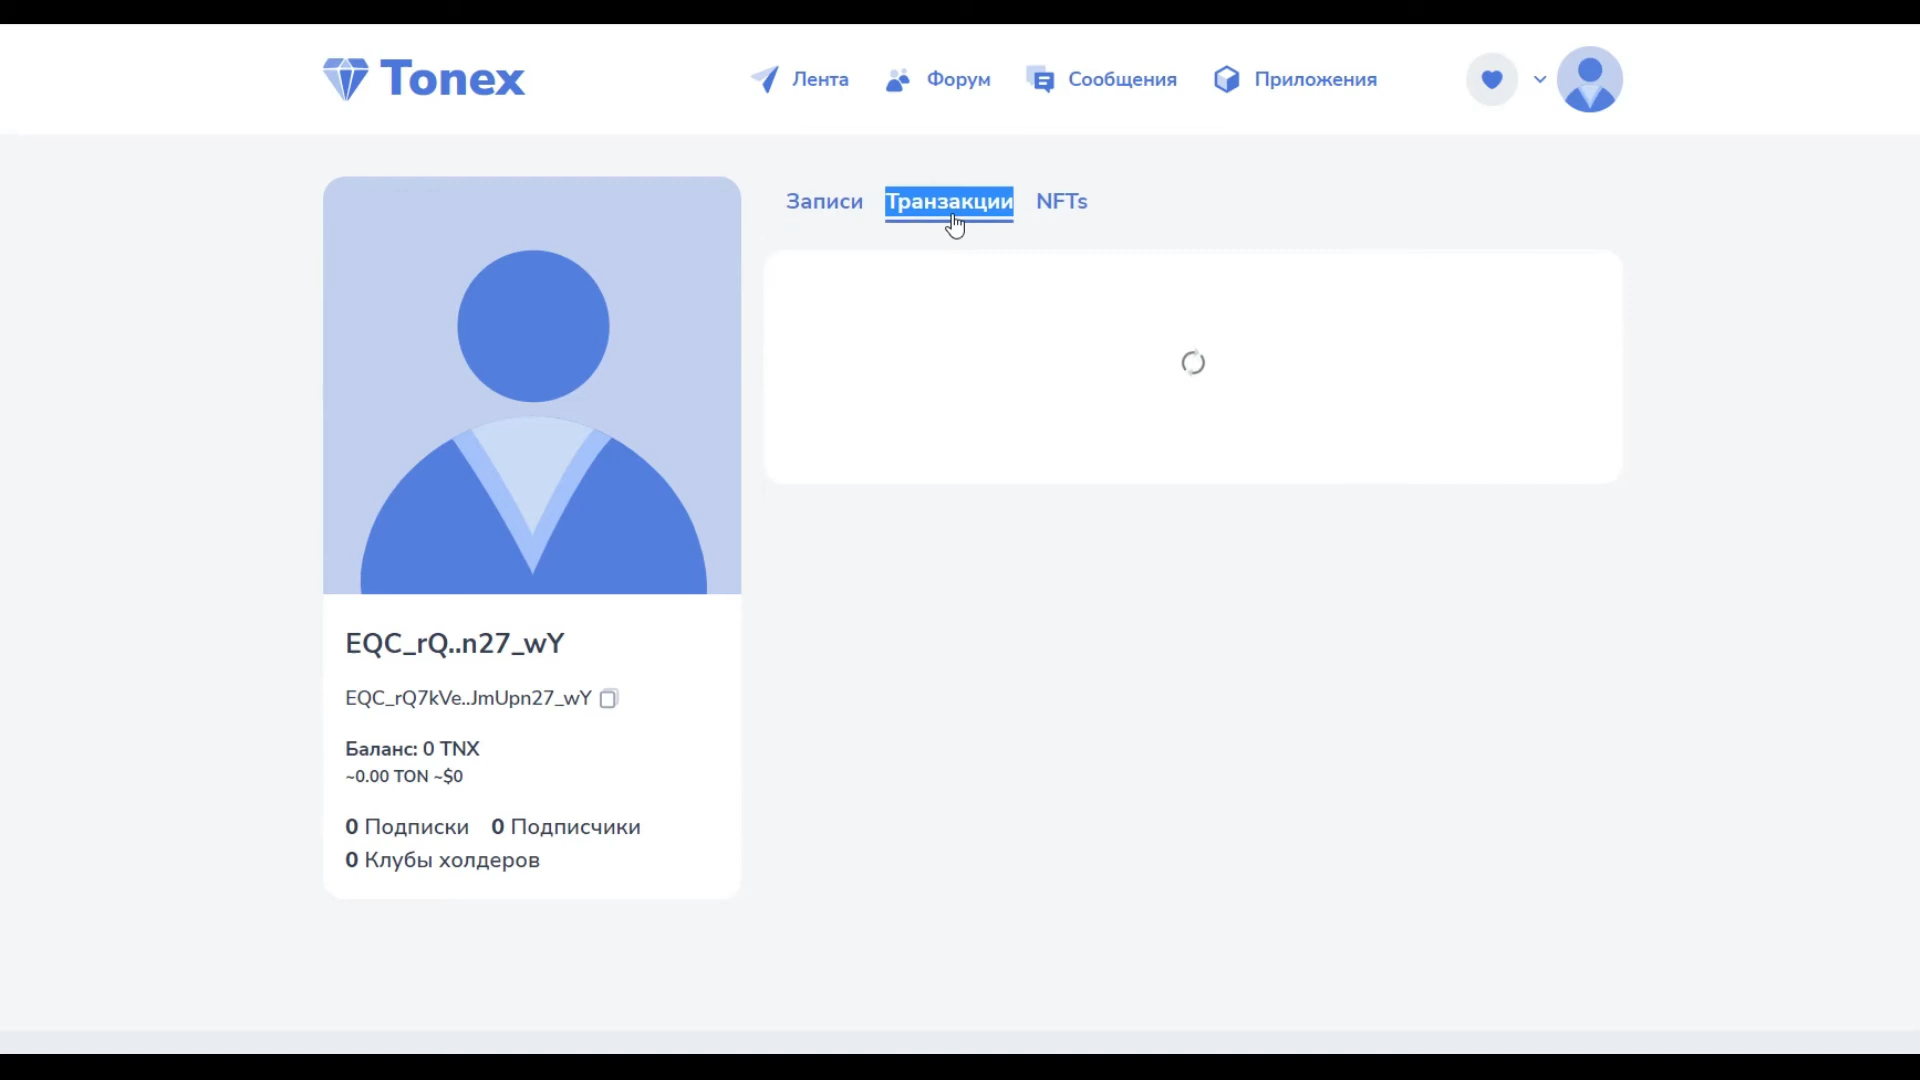 Tonex
Лента Форум Сообщения Приложения
Записи Транзакции NFTs
EQC_rQ..n27_wY
EQC_rQ7kVe..JmUpn27_wY
Баланс: 0 TNX
~0.00 TON ~$0
0 Подписки 0 Подписчики
0 Клубы холдеров